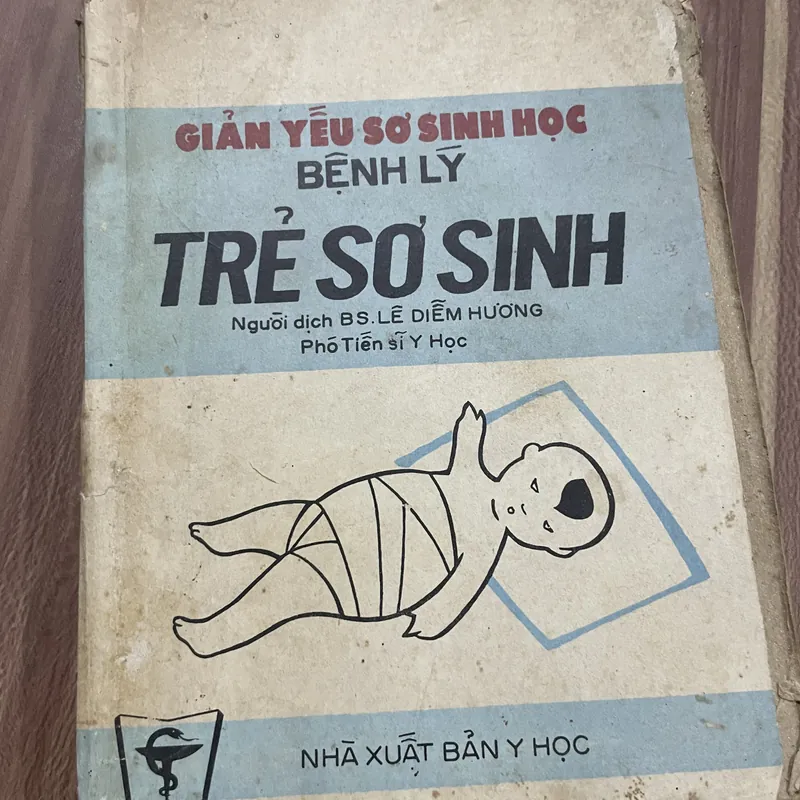 GIẢN YẾU SƠ SINH HỌC
BỆNH LÝ
TRẺ SƠ SINH
Người dịch BS. LÊ DIỄM HƯƠNG
Phó Tiến sĩ Y Học
NHÀ XUẤT BẢN Y HỌC